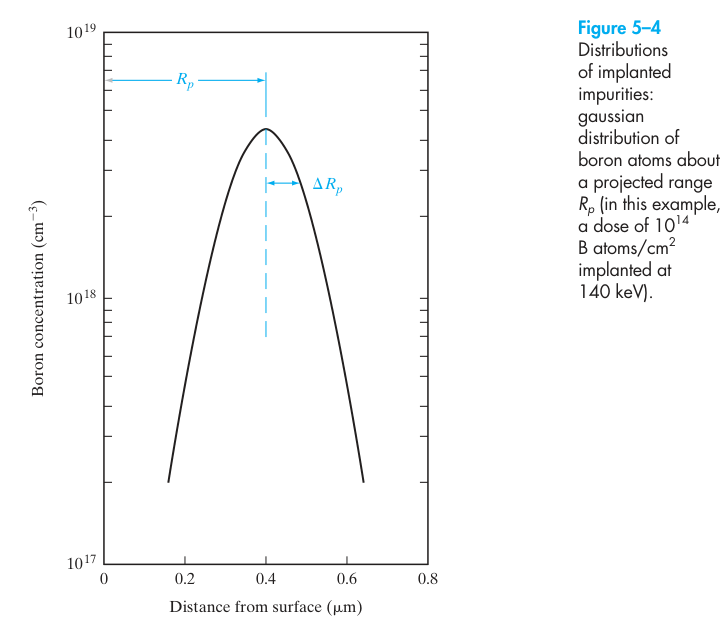 10^19
R_p
ΔR_p
Boron concentration (cm^−3)
10^18
10^17
0
0.2
0.4
0.6
0.8
Distance from surface (μm)
Figure 5–4
Distributions
of implanted
impurities:
gaussian
distribution of
boron atoms about
a projected range
R_p (in this example,
a dose of 10^14
B atoms/cm^2
implanted at
140 keV).